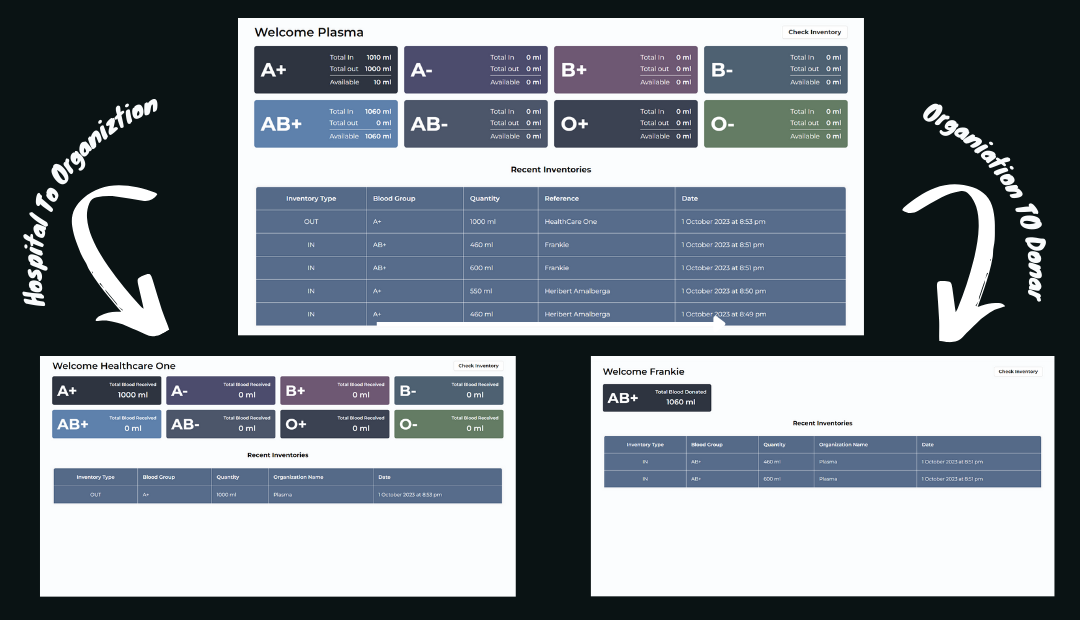 Welcome Plasma
Check Inventory
A+
Total In 1010 ml
Total out 1000 ml
Available 10 ml
A-
Total In 0 ml
Total out 0 ml
Available 0 ml
B+
Total In 0 ml
Total out 0 ml
Available 0 ml
B-
Total In 0 ml
Total out 0 ml
Available 0 ml
AB+
Total In 1060 ml
Total out 0 ml
Available 1060 ml
AB-
Total In 0 ml
Total out 0 ml
Available 0 ml
O+
Total In 0 ml
Total out 0 ml
Available 0 ml
O-
Total In 0 ml
Total out 0 ml
Available 0 ml
Recent Inventories
Inventory Type Blood Group Quantity Reference Date
OUT A+ 1000 ml HealthCare One 1 October 2023 at 8:53 pm
IN AB+ 460 ml Frankie 1 October 2023 at 8:51 pm
IN AB+ 600 ml Frankie 1 October 2023 at 8:51 pm
IN A+ 550 ml Heribert Amalberga 1 October 2023 at 8:50 pm
IN A+ 460 ml Heribert Amalberga 1 October 2023 at 8:49 pm
Hospital To Organiztion
Organiation TO Donar
Welcome Healthcare One
Check Inventory
A+
Total Blood Received
1000 ml
A-
Total Blood Received
0 ml
B+
Total Blood Received
0 ml
B-
Total Blood Received
0 ml
AB+
Total Blood Received
0 ml
AB-
Total Blood Received
0 ml
O+
Total Blood Received
0 ml
O-
Total Blood Received
0 ml
Recent Inventories
Inventory Type Blood Group Quantity Organization Name Date
OUT A+ 1000 ml Plasma 1 October 2023 at 8:53 pm
Welcome Frankie
Check Inventory
AB+
Total Blood Donated
1060 ml
Recent Inventories
Inventory Type Blood Group Quantity Organization Name Date
IN AB+ 460 ml Plasma 1 October 2023 at 8:51 pm
IN AB+ 600 ml Plasma 1 October 2023 at 8:51 pm